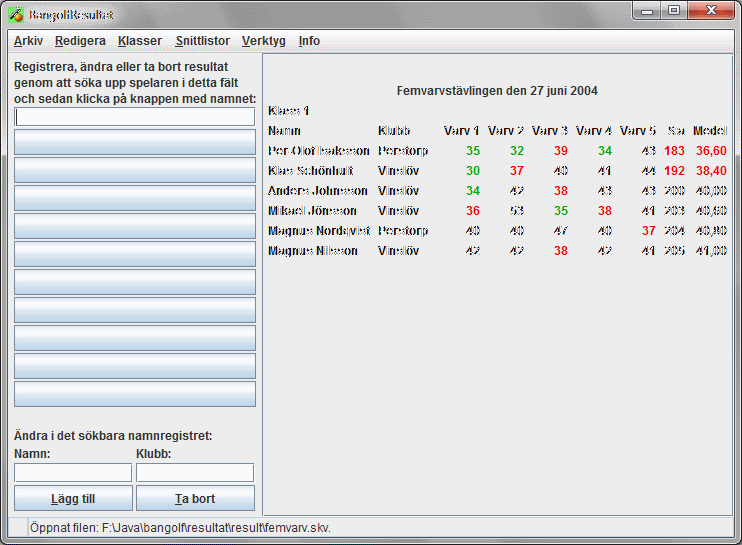 BangolfResultat
Arkiv Redigera Klasser Snittlistor Verktyg Info
Registrera, ändra eller ta bort resultat
genom att söka upp spelaren i detta fält
och sedan klicka på knappen med namnet:
Ändra i det sökbara namnregistret:
Namn: Klubb:
Lägg till Ta bort
Femvarvstävlingen den 27 juni 2004
Klass 1
Namn Klubb Varv 1 Varv 2 Varv 3 Varv 4 Varv 5 S:a Medel
Per-Olof Isaksson Perstorp 35 32 39 34 43 183 36,60
Klas Schönhult Vinslöv 30 37 40 41 44 192 38,40
Anders Johnsson Vinslöv 34 42 38 43 43 200 40,00
Mikael Jönsson Vinslöv 36 53 35 38 41 203 40,60
Magnus Nordqvist Perstorp 40 40 47 40 37 204 40,80
Magnus Nilsson Vinslöv 42 42 38 42 41 205 41,00
Öppnat filen: F:\Java\bangolf\resultat\result\femvarv.skv.